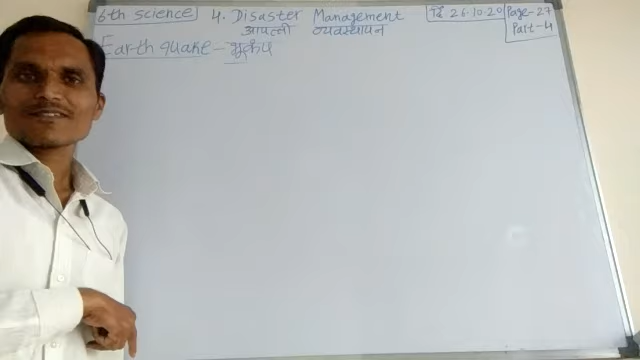 6th science 4. Disaster Management दि 26.10.20 Page-27
आपत्ती व्यवस्थापन Part-4
Earth quake - भूकंप